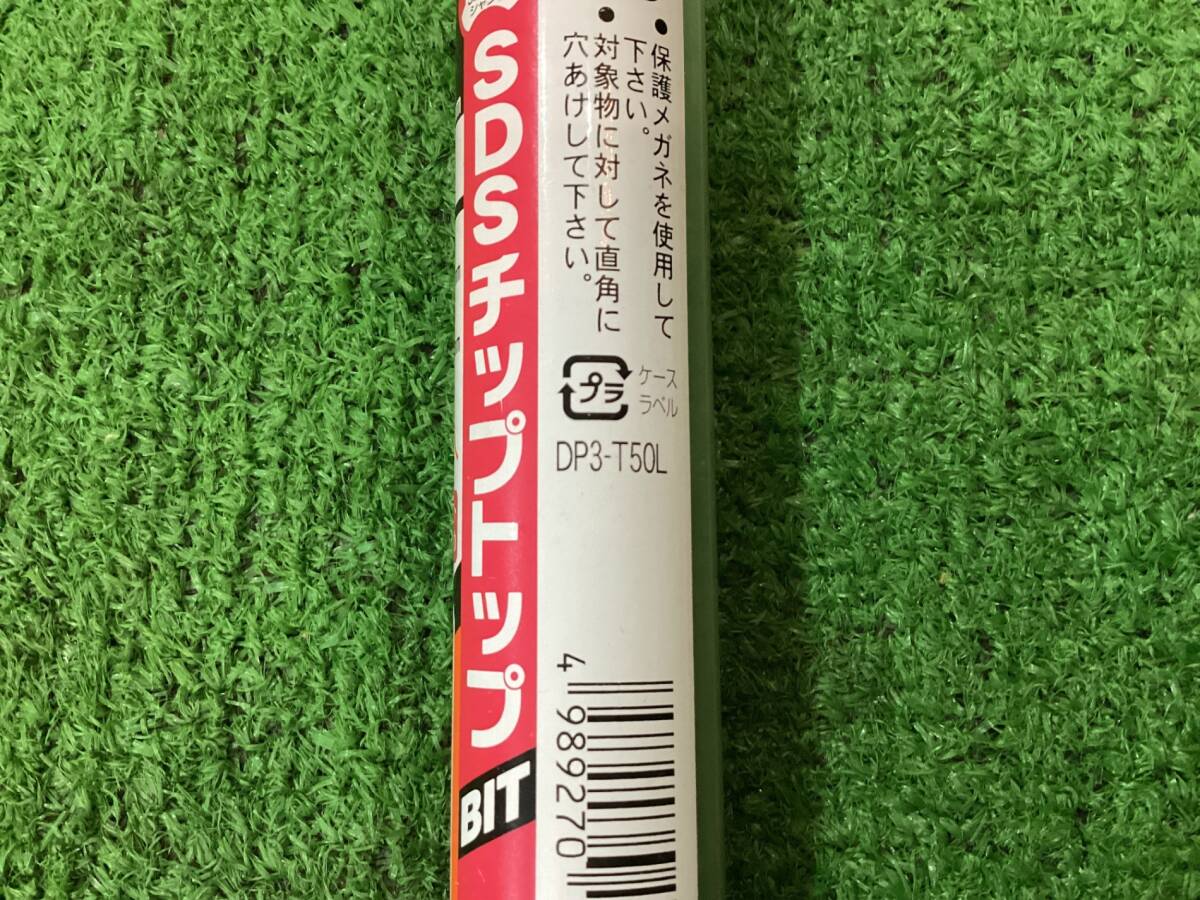 SDSチップトップ
BIT
・保護メガネを使用して
下さい。
・対象物に対して直角に
穴あけして下さい。
プラ
ケース
ラベル
DP3-T50L
4 989270